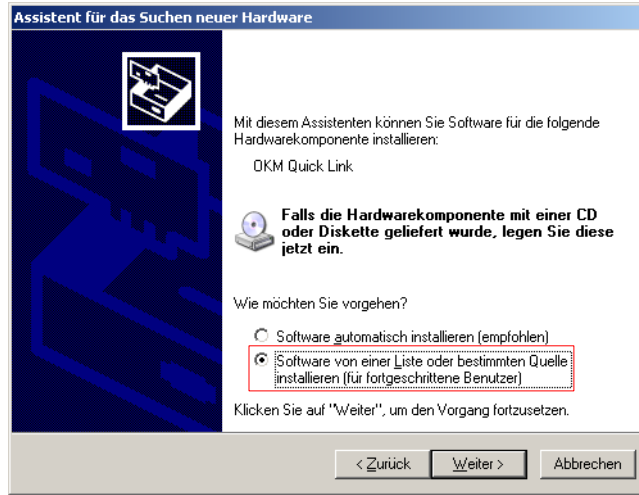 Assistent für das Suchen neuer Hardware
Mit diesem Assistenten können Sie Software für die folgende
Hardwarekomponente installieren:
OKM Quick Link
Falls die Hardwarekomponente mit einer CD
oder Diskette geliefert wurde, legen Sie diese
jetzt ein.
Wie möchten Sie vorgehen?
Software automatisch installieren (empfohlen)
Software von einer Liste oder bestimmten Quelle
installieren (für fortgeschrittene Benutzer)
Klicken Sie auf "Weiter", um den Vorgang fortzusetzen.
< Zurück Weiter > Abbrechen